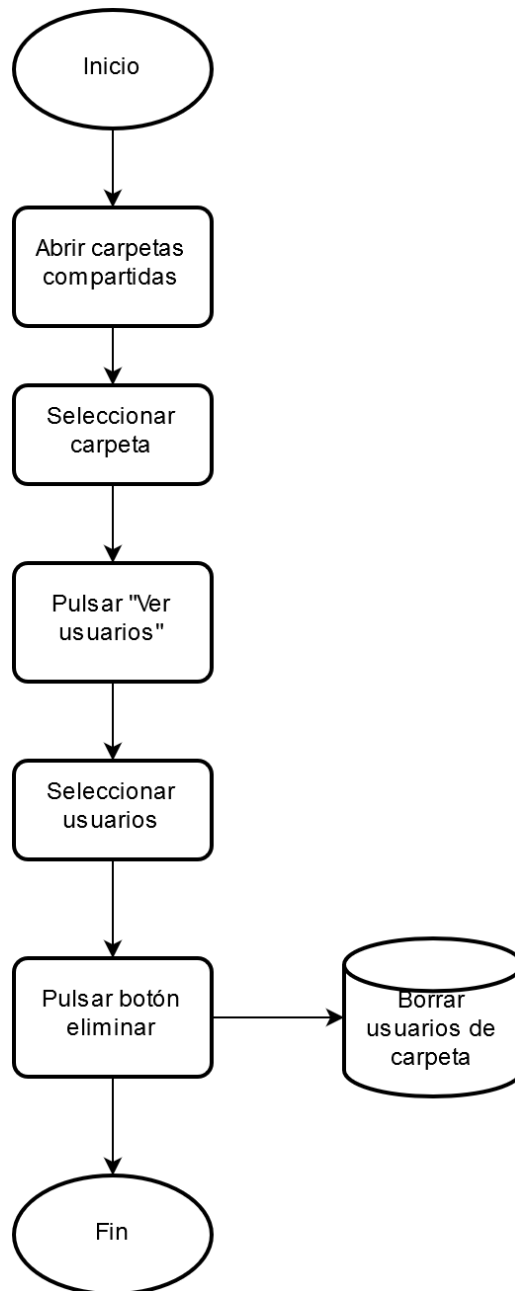 Inicio
Abrir carpetas
compartidas
Seleccionar
carpeta
Pulsar "Ver
usuarios"
Seleccionar
usuarios
Pulsar botón
eliminar
Borrar
usuarios de
carpeta
Fin